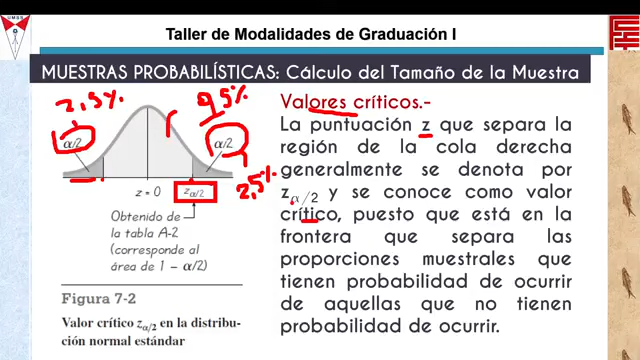 Taller de Modalidades de Graduación I
MUESTRAS PROBABILÍSTICAS: Cálculo del Tamaño de la Muestra
2,5%
95%
α/2
α/2
2,5%
z = 0
zα/2
Obtenido de
la tabla A-2
(corresponde al
área de 1 − α/2)
Figura 7-2
Valor crítico zα/2 en la distribu-
ción normal estándar
Valores críticos.-
La puntuación z que separa la
región de la cola derecha
generalmente se denota por
zα/2 y se conoce como valor
crítico, puesto que está en la
frontera que separa las
proporciones muestrales que
tienen probabilidad de ocurrir
de aquellas que no tienen
probabilidad de ocurrir.